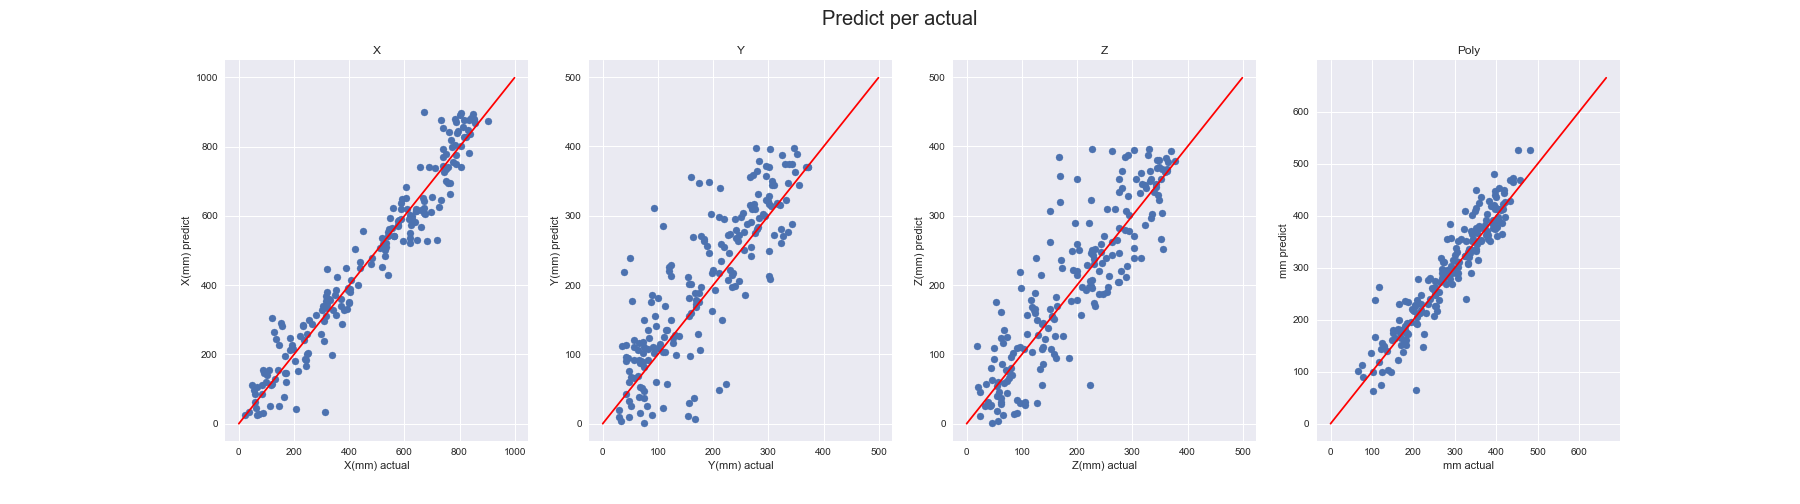 Predict per actual
X
1000
800
600
400
200
0
X(mm) predict
0 200 400 600 800 1000
X(mm) actual
Y
500
400
300
200
100
0
Y(mm) predict
0 100 200 300 400 500
Y(mm) actual
Z
500
400
300
200
100
0
Z(mm) predict
0 100 200 300 400 500
Z(mm) actual
Poly
600
500
400
300
200
100
0
mm predict
0 100 200 300 400 500 600
mm actual